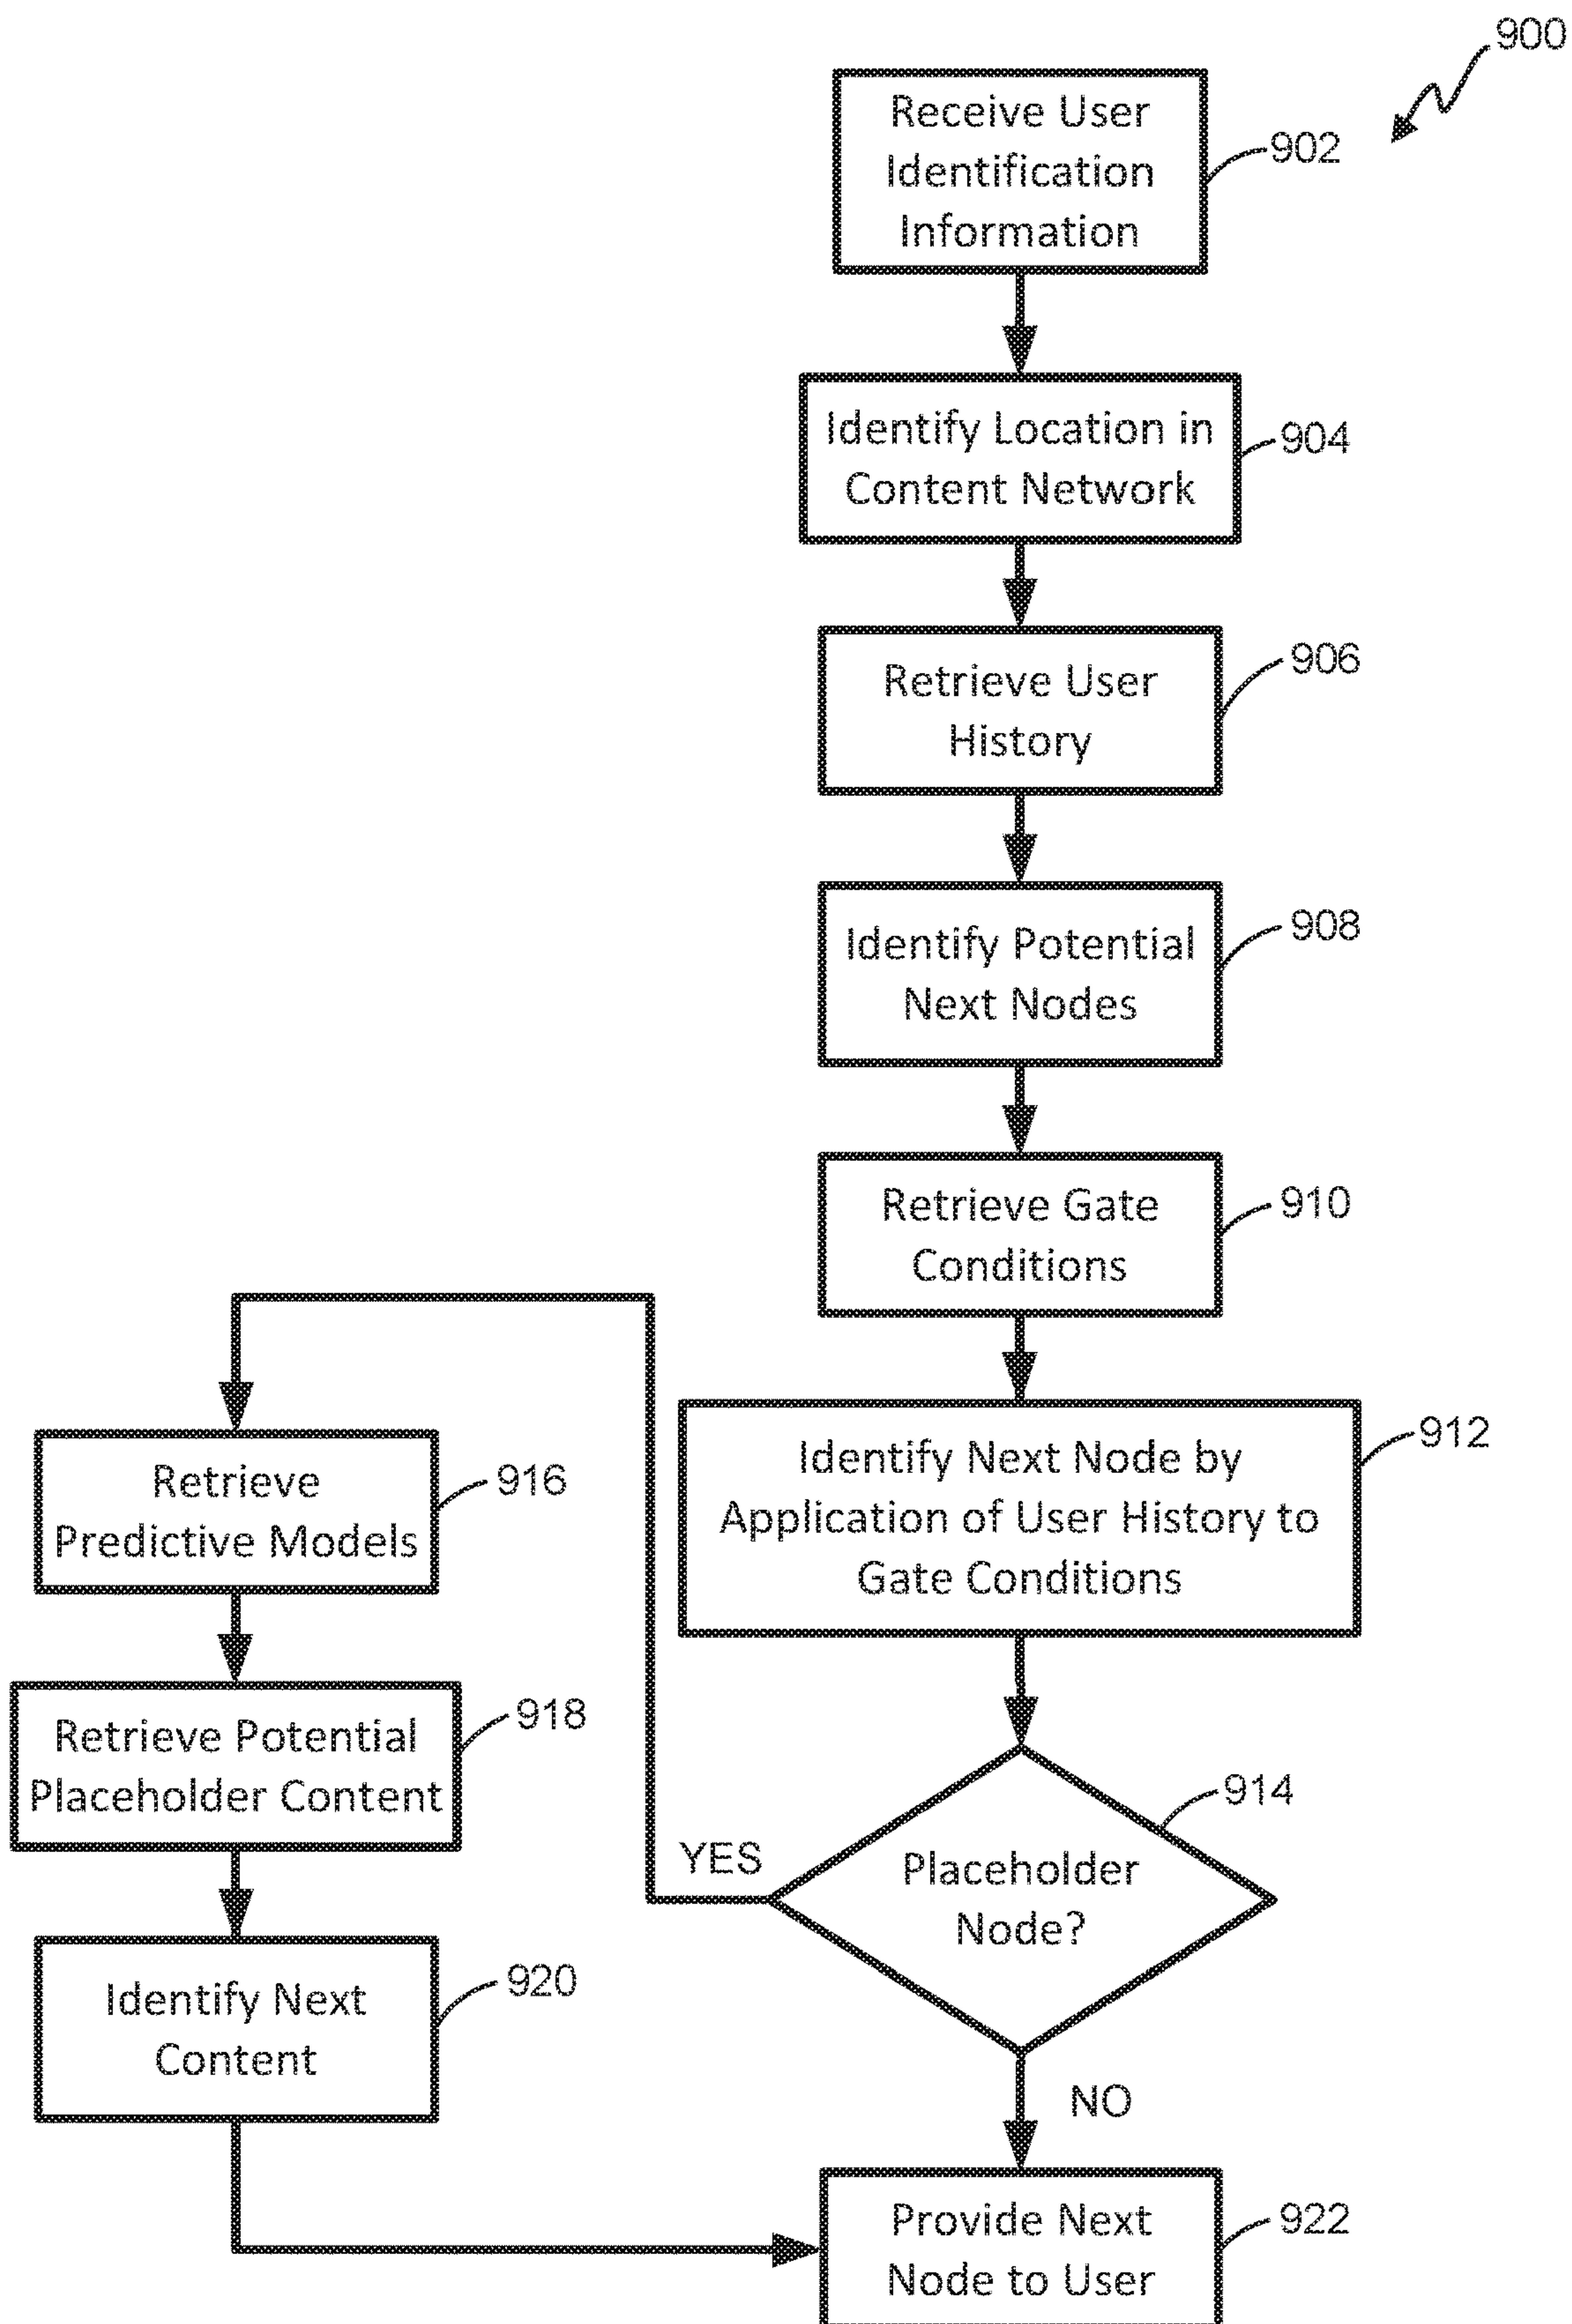 900
Receive User
Identification
Information
902
Identify Location in
Content Network
904
Retrieve User
History
906
Identify Potential
Next Nodes
908
Retrieve Gate
Conditions
910
Identify Next Node by
Application of User History to
Gate Conditions
912
Placeholder
Node?
914
YES
NO
Retrieve
Predictive Models
916
Retrieve Potential
Placeholder Content
918
Identify Next
Content
920
Provide Next
Node to User
922